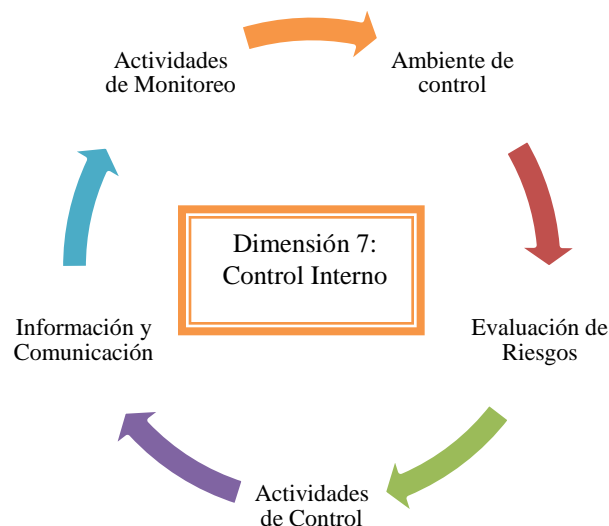 Actividades
de Monitoreo
Ambiente de
control
Dimensión 7:
Control Interno
Información y
Comunicación
Evaluación de
Riesgos
Actividades
de Control